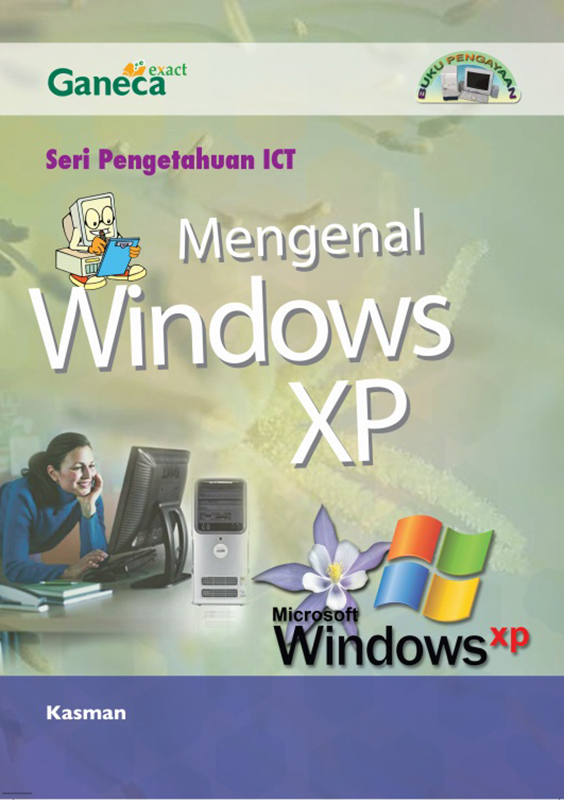 Ganeca exact
BUKU PENGAYAAN
Seri Pengetahuan ICT
Mengenal
Windows
XP
Microsoft
Windows xp
Kasman